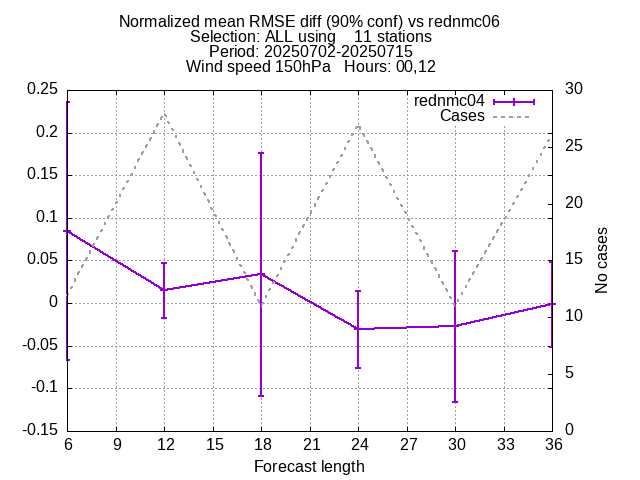 Normalized mean RMSE diff (90% conf) vs rednmc06
Selection: ALL using    11 stations
Period: 20250702-20250715
Wind speed 150hPa   Hours: 00,12
rednmc04
Cases
0.25
0.2
0.15
0.1
0.05
0
-0.05
-0.1
-0.15
30
25
20
15
10
5
0
No cases
6 9 12 15 18 21 24 27 30 33 36
Forecast length